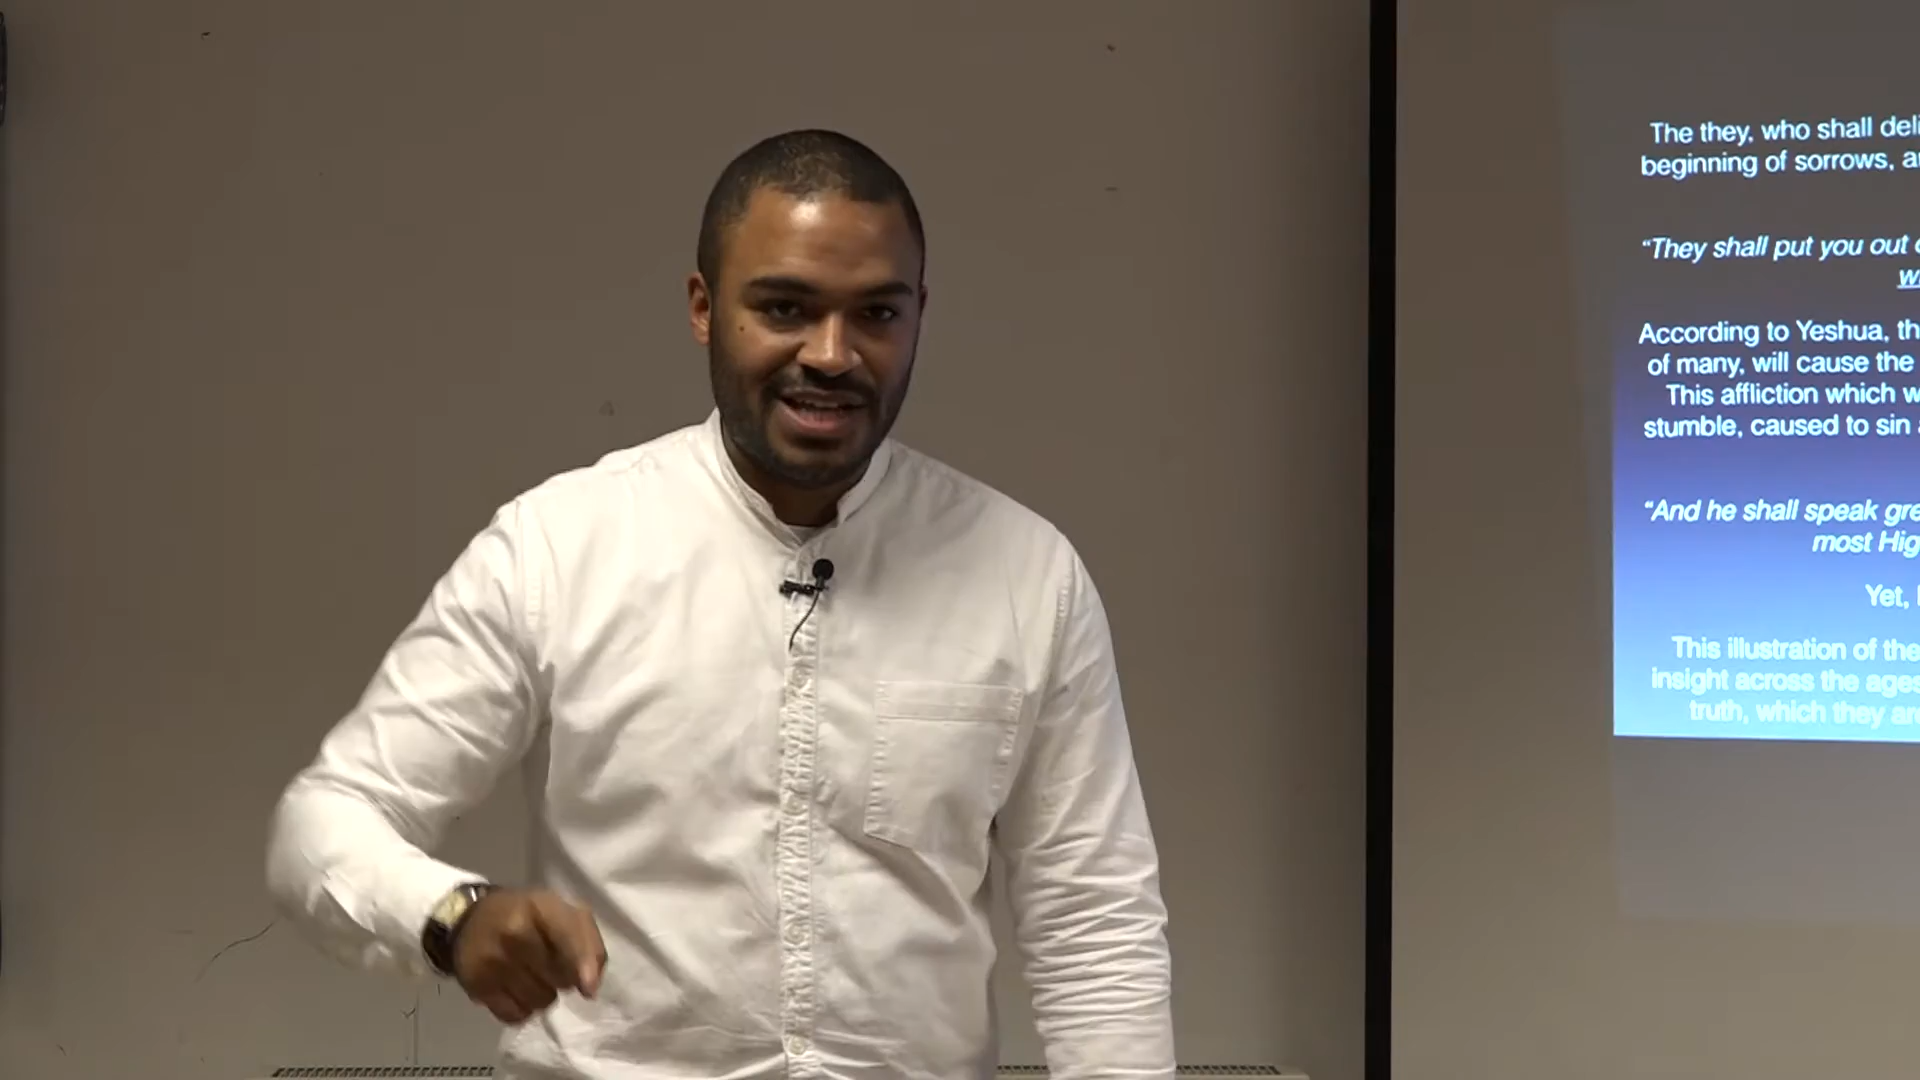 The they, who shall deli
beginning of sorrows, a
“They shall put you out
w
According to Yeshua, th
of many, will cause the
This affliction which w
stumble, caused to sin
“And he shall speak gre
most Hig
Yet,
This illustration of the
insight across the ages
truth, which they ar